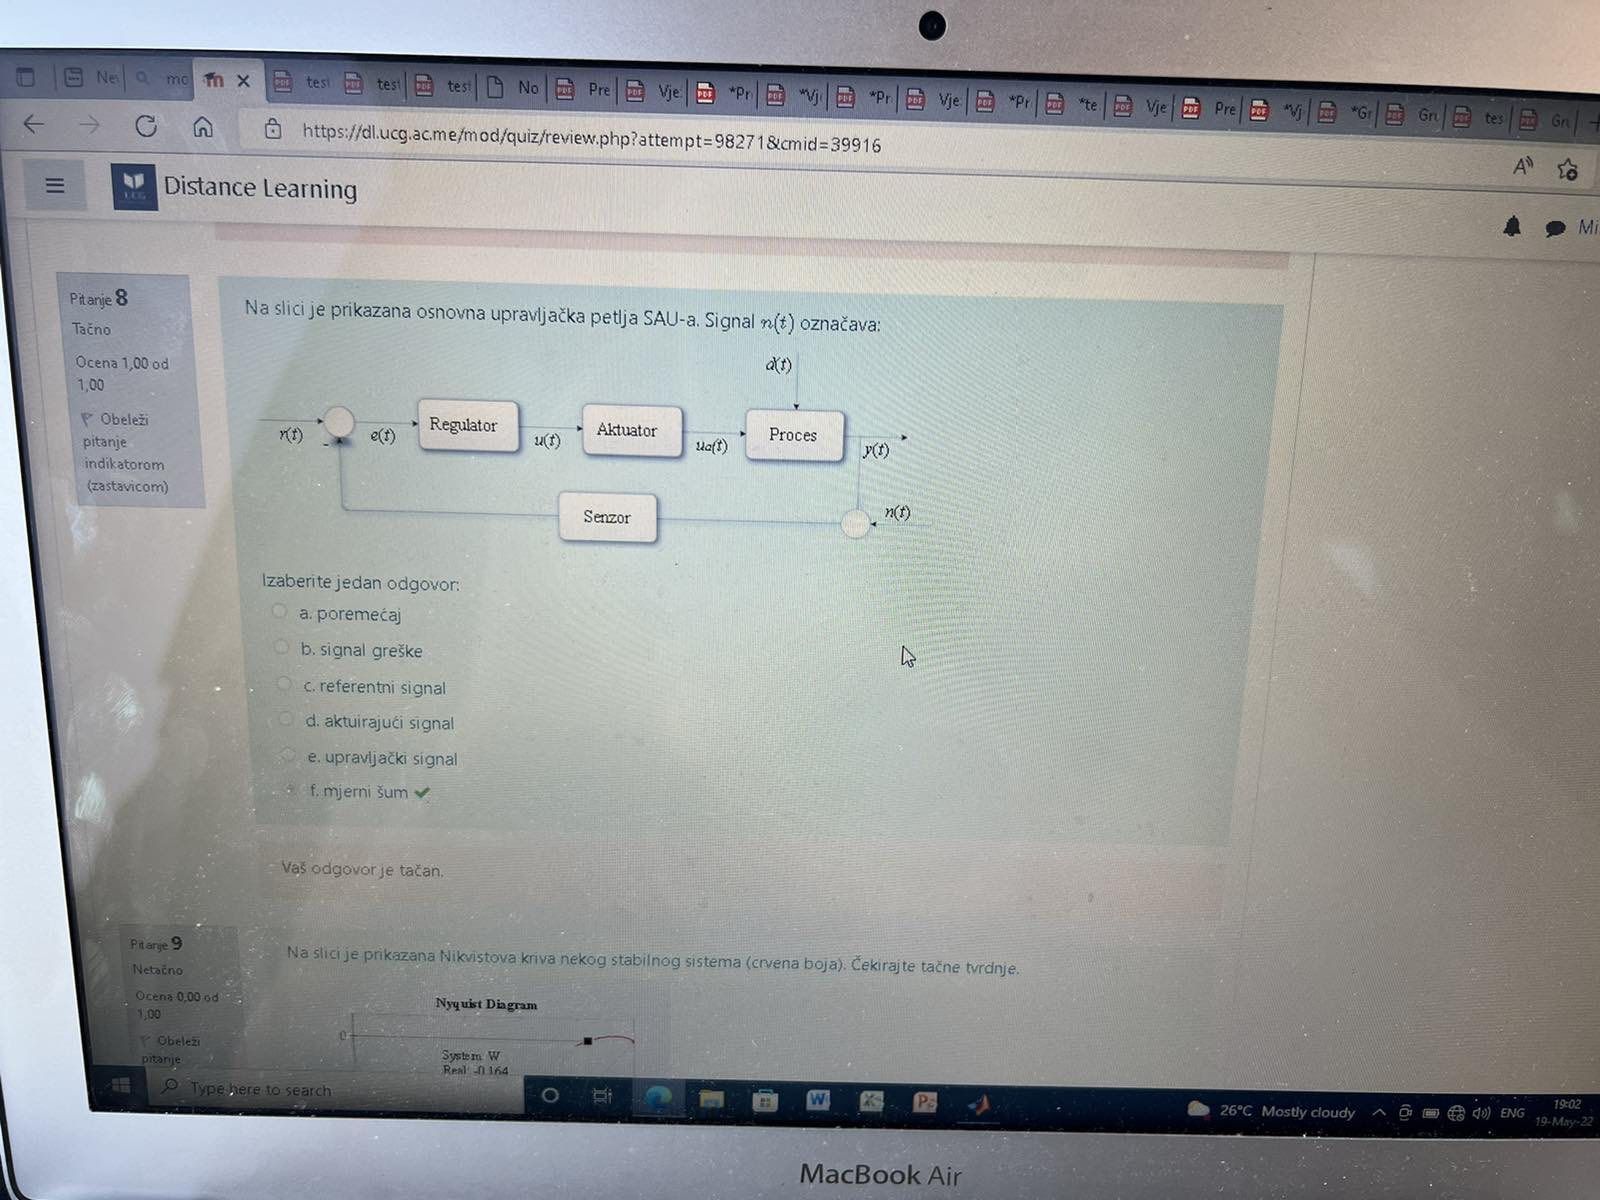 Ne
mo
tes
tes
tes
No
Pre
Vje
*Pr
*Vj
*Pr
Vje
*Pr
*te
Vje
Pre
*Vj
*Gr
Gru
tes
Gru
https://dl.ucg.ac.me/mod/quiz/review.php?attempt=98271&cmid=39916
UCG
Distance Learning
Mi
Pitanje 8
Tačno
Ocena 1,00 od
1,00
Obeleži
pitanje
indikatorom
(zastavicom)
Na slici je prikazana osnovna upravljačka petlja SAU-a. Signal n(t) označava:
d(t)
r(t)
-
e(t)
Regulator
u(t)
Aktuator
ua(t)
Proces
y(t)
Senzor
n(t)
Izaberite jedan odgovor:
a. poremećaj
b. signal greške
c. referentni signal
d. aktuirajući signal
e. upravljački signal
f. mjerni šum
Vaš odgovor je tačan.
Pitanje 9
Netačno
Ocena 0,00 od
1,00
Obeleži
pitanje
Na slici je prikazana Nikvistova kriva nekog stabilnog sistema (crvena boja). Čekirajte tačne tvrdnje.
Nyquist Diagram
0
System: W
Real: -0.164
Type here to search
26°C Mostly cloudy
ENG
19:02
19-May-22
MacBook Air